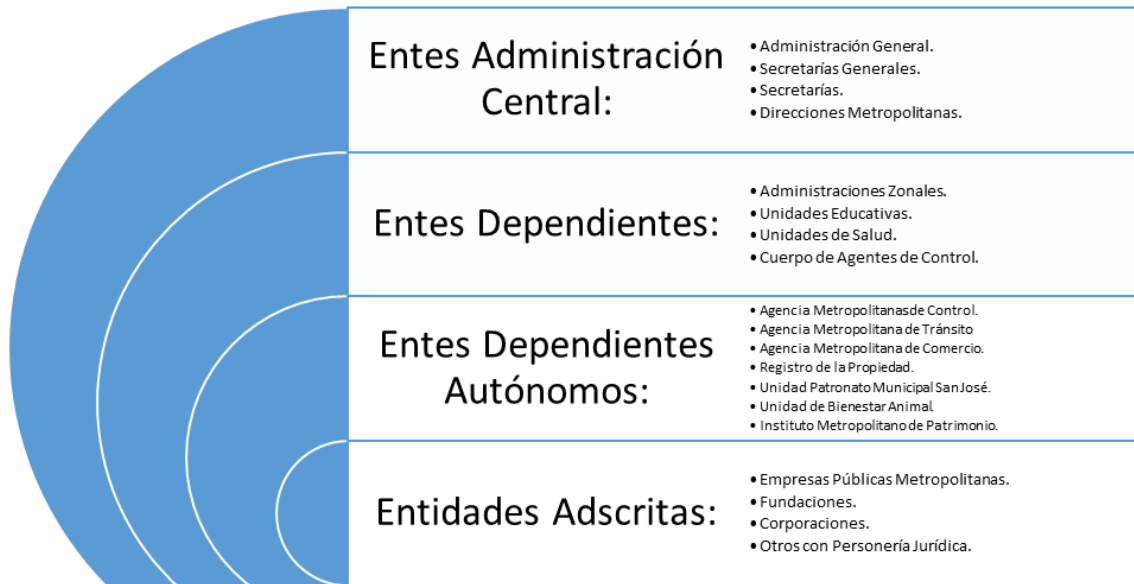 Entes Administración
Central:
• Administración General.
• Secretarías Generales.
• Secretarías.
• Direcciones Metropolitanas.
Entes Dependientes:
• Administraciones Zonales.
• Unidades Educativas.
• Unidades de Salud.
• Cuerpo de Agentes de Control.
Entes Dependientes
Autónomos:
• Agencia Metropolitanas de Control.
• Agencia Metropolitana de Tránsito
• Agencia Metropolitana de Comercio.
• Registro de la Propiedad.
• Unidad Patronato Municipal San José.
• Unidad de Bienestar Animal.
• Instituto Metropolitano de Patrimonio.
Entidades Adscritas:
• Empresas Públicas Metropolitanas.
• Fundaciones.
• Corporaciones.
• Otros con Personería Jurídica.